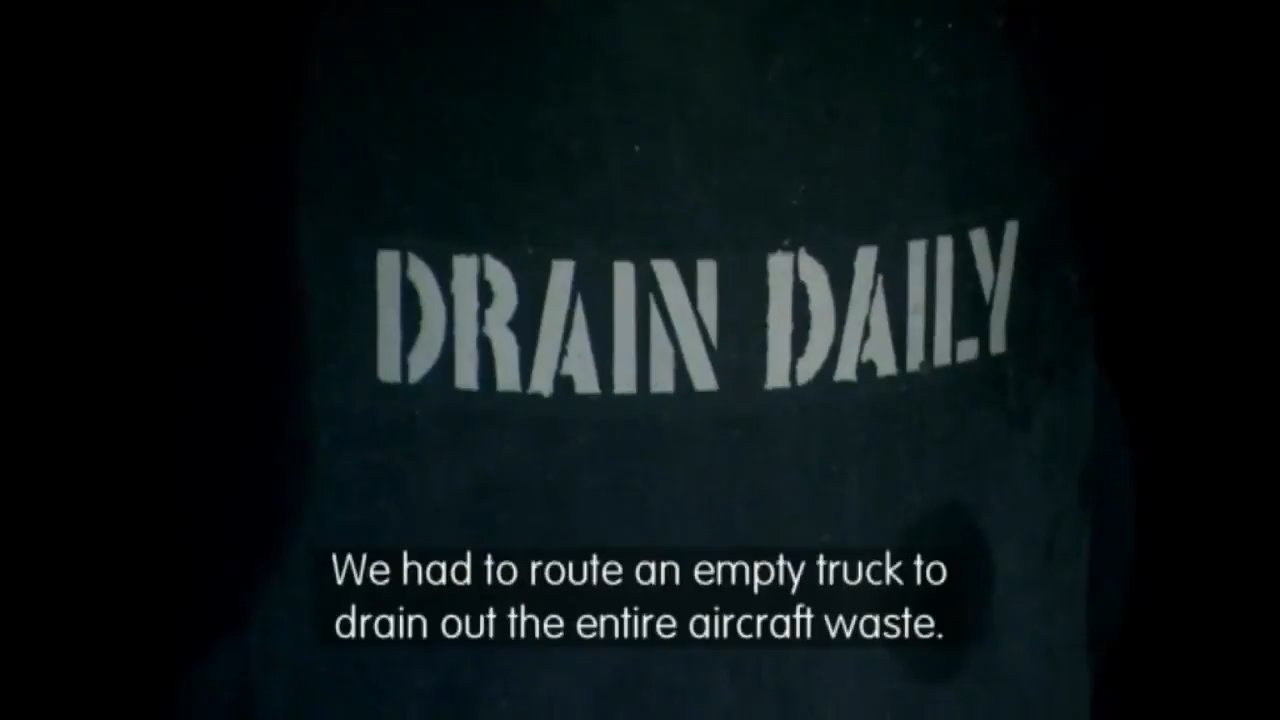 DRAIN DAILY
We had to route an empty truck to
drain out the entire aircraft waste.